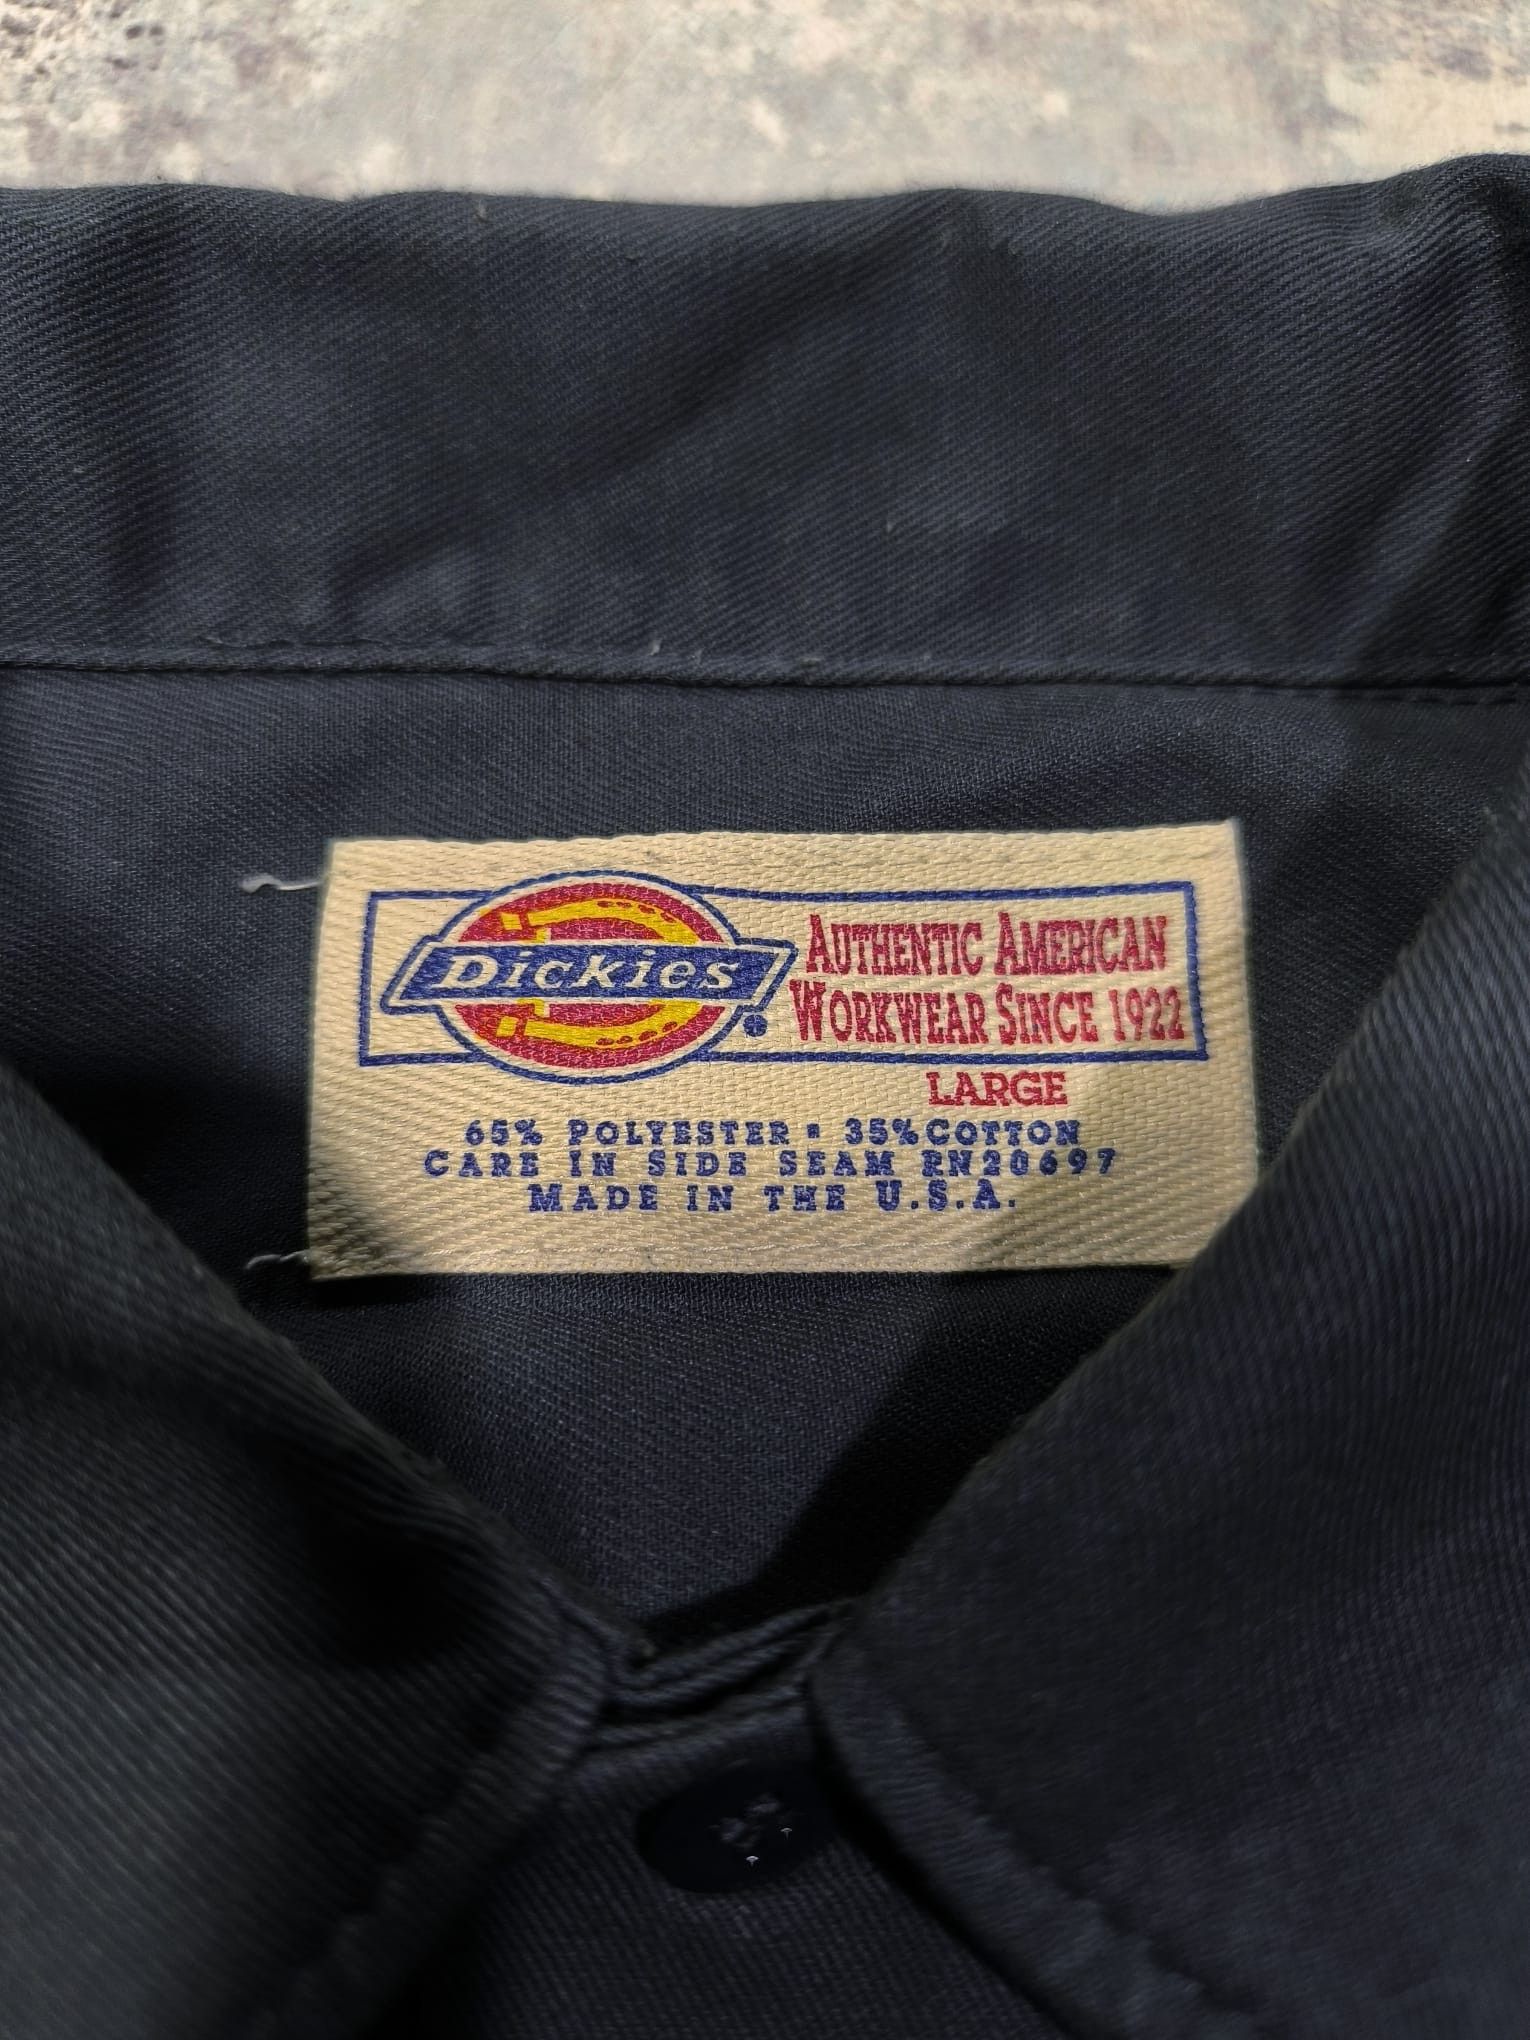 Dickies
AUTHENTIC AMERICAN
WORKWEAR SINCE 1922
LARGE
65% POLYESTER ▪ 35% COTTON
CARE IN SIDE SEAM RN20697
MADE IN THE U.S.A.